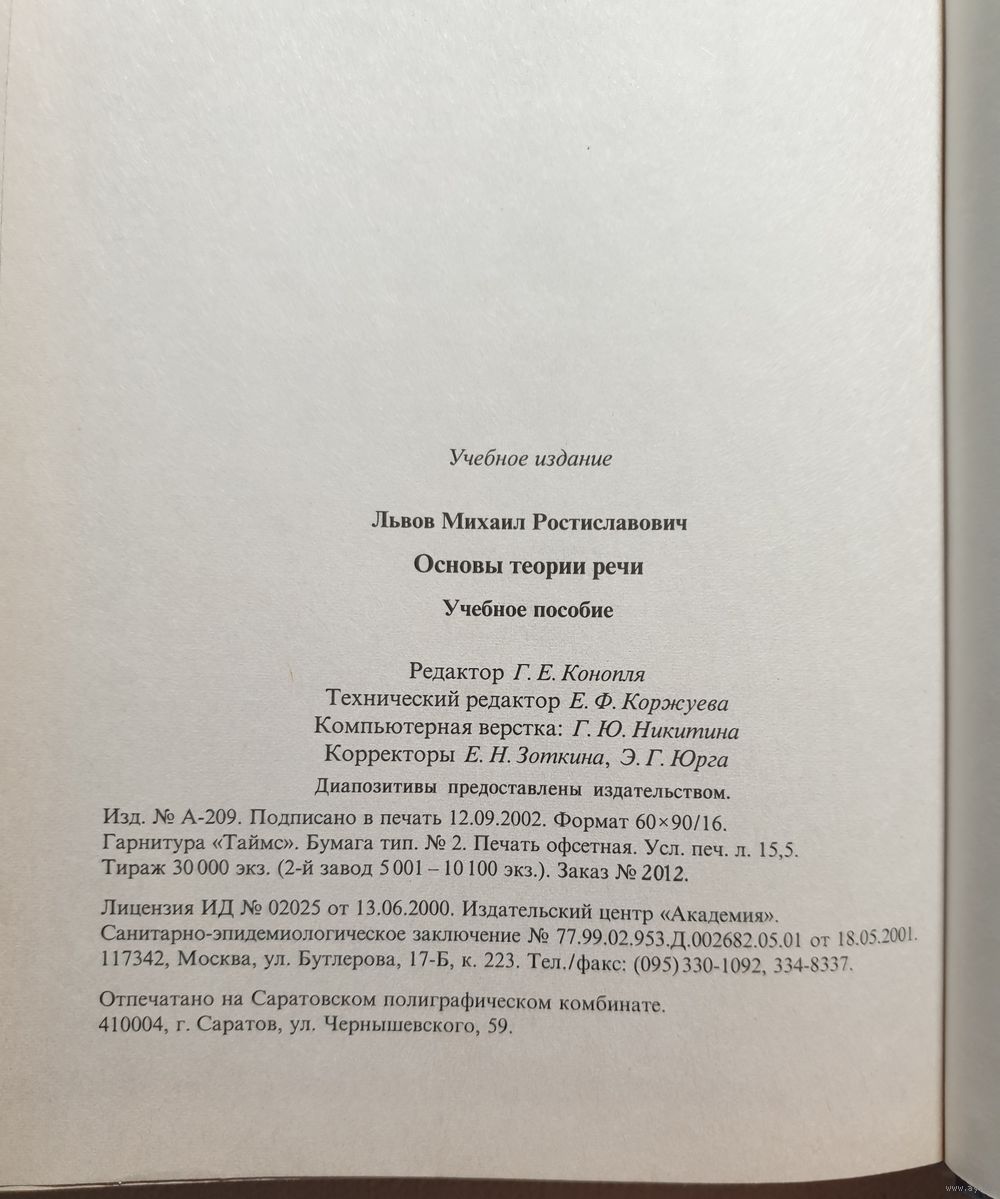 Учебное издание
Львов Михаил Ростиславович
Основы теории речи
Учебное пособие
Редактор Г. Е. Конопля
Технический редактор Е. Ф. Коржуева
Компьютерная верстка: Г. Ю. Никитина
Корректоры Е. Н. Зоткина, Э. Г. Юрга
Диапозитивы предоставлены издательством.
Изд. № А-209. Подписано в печать 12.09.2002. Формат 60×90/16.
Гарнитура «Таймс». Бумага тип. № 2. Печать офсетная. Усл. печ. л. 15,5.
Тираж 30 000 экз. (2-й завод 5 001 – 10 100 экз.). Заказ № 2012.
Лицензия ИД № 02025 от 13.06.2000. Издательский центр «Академия».
Санитарно-эпидемиологическое заключение № 77.99.02.953.Д.002682.05.01 от 18.05.2001.
117342, Москва, ул. Бутлерова, 17-Б, к. 223. Тел./факс: (095)330-1092, 334-8337.
Отпечатано на Саратовском полиграфическом комбинате.
410004, г. Саратов, ул. Чернышевского, 59.